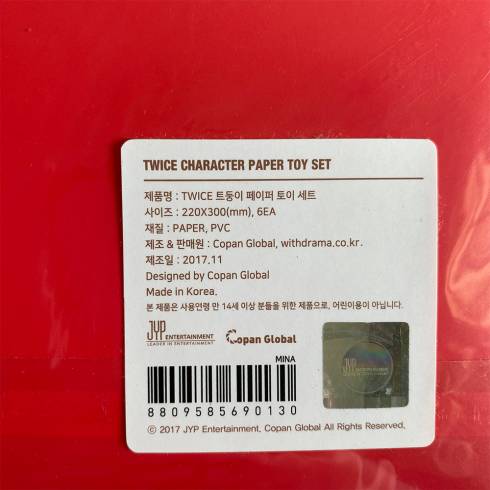 TWICE CHARACTER PAPER TOY SET
제품명 : TWICE 트둥이 페이퍼 토이 세트
사이즈 : 220X300(mm), 6EA
재질 : PAPER, PVC
제조 & 판매원 : Copan Global, withdrama.co.kr.
제조일 : 2017.11
Designed by Copan Global
Made in Korea.
본 제품은 사용연령 만 14세 이상 분들을 위한 제품으로, 어린이용이 아닙니다.
JYP ENTERTAINMENT
LEADER IN ENTERTAINMENT
Copan Global
MINA
8809585690130
JYP
ⓒ 2017 JYP Entertainment. Copan Global All Rights Reserved.